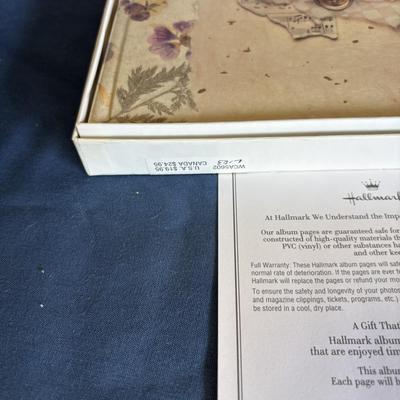 WCA5602
U.S.A. $19.95
CANADA $24.95
Hallmark
At Hallmark We Understand the Imp
Our album pages are guaranteed safe for
constructed of high-quality materials th
PVC (vinyl) or other substances ha
and other kee
Full Warranty: These Hallmark album pages will safe
normal rate of deterioration. If the pages are ever f
Hallmark will replace the pages or refund your mon
To ensure the safety and longevity of your photos
and magazine clippings, tickets, programs, etc.)
be stored in a cool, dry place.
A Gift That
Hallmark album
that are enjoyed tim
This album
Each page will h